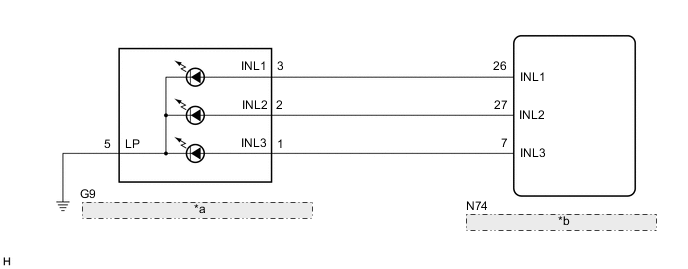 INL1 3 26 INL1
INL2 2 27 INL2
5 LP INL3 1 7 INL3
G9
*a
N74
*b
H